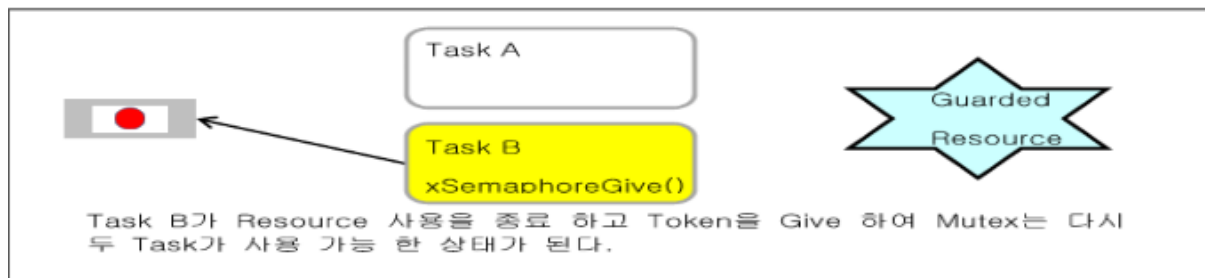 Task A
Guarded
Resource
Task B
xSemaphoreGive()
Task B가 Resource 사용을 종료 하고 Token을 Give 하여 Mutex는 다시
두 Task가 사용 가능 한 상태가 된다.